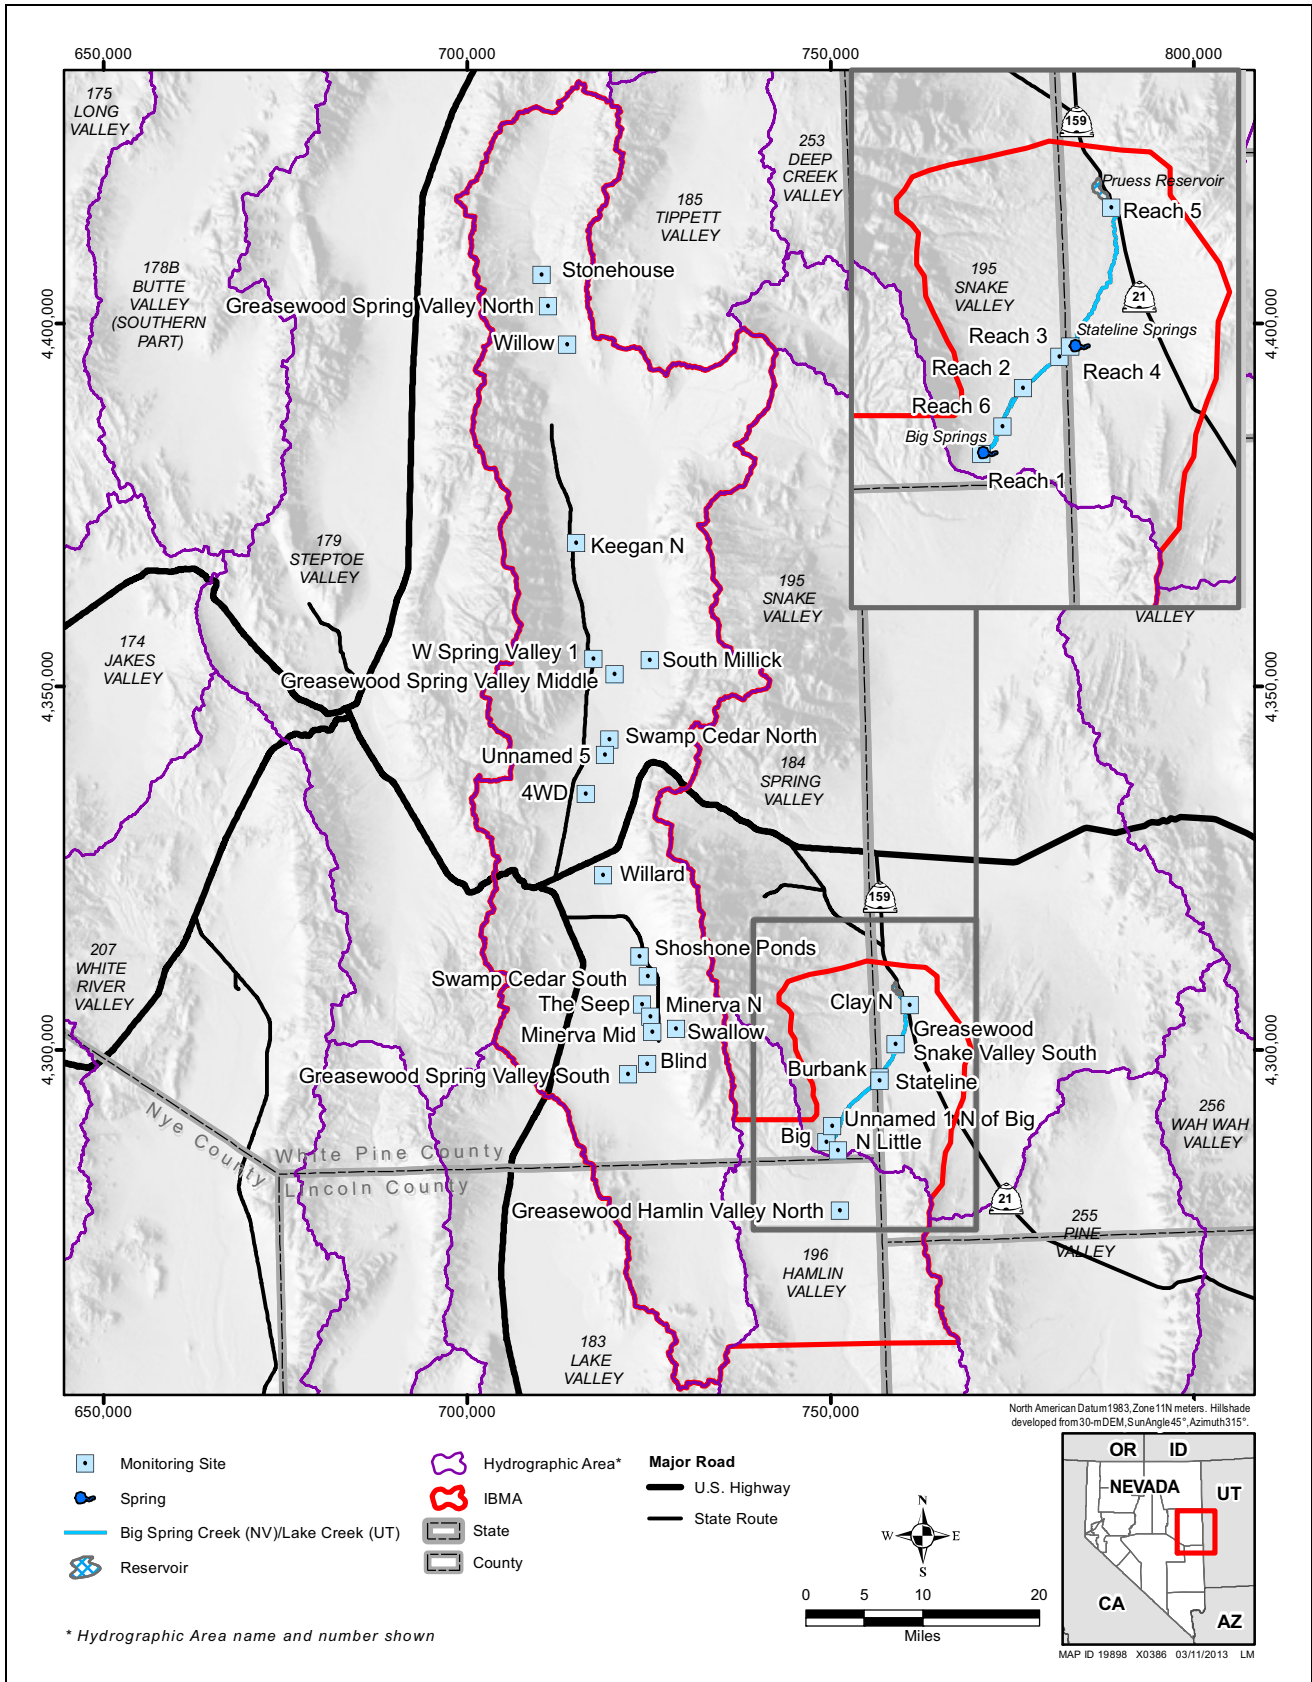 650,000
700,000
750,000
800,000
175
LONG
VALLEY
253
DEEP
CREEK
VALLEY
185
TIPPETT
VALLEY
178B
BUTTE
VALLEY
(SOUTHERN
PART)
159
Pruess Reservoir
Reach 5
195
SNAKE
VALLEY
21
Stateline Springs
Reach 3
Reach 4
Reach 2
Reach 6
Big Springs
Reach 1
4,400,000
4,400,000
Stonehouse
Greasewood Spring Valley North
Willow
Keegan N
179
STEPTOE
VALLEY
195
SNAKE
VALLEY
VALLEY
174
JAKES
VALLEY
W Spring Valley 1
South Millick
Greasewood Spring Valley Middle
4,350,000
4,350,000
Swamp Cedar North
Unnamed 5
184
SPRING
VALLEY
4WD
Willard
159
207
WHITE
RIVER
VALLEY
Shoshone Ponds
Swamp Cedar South
The Seep
Minerva N
Minerva Mid
Swallow
Blind
Greasewood Spring Valley South
Clay N
Greasewood
Snake Valley South
Burbank
Stateline
Unnamed 1 N of Big
Big
N Little
4,300,000
4,300,000
256
WAH WAH
VALLEY
Nye County
White Pine County
Lincoln County
Greasewood Hamlin Valley North
21
255
PINE
VALLEY
196
HAMLIN
VALLEY
183
LAKE
VALLEY
650,000
700,000
750,000
North American Datum 1983, Zone 11N meters. Hillshade
developed from 30-m DEM, Sun Angle 45°, Azimuth 315°.
Monitoring Site
Spring
Big Spring Creek (NV)/Lake Creek (UT)
Reservoir
Hydrographic Area*
IBMA
State
County
Major Road
U.S. Highway
State Route
N
W
E
S
0
5
10
20
Miles
OR
ID
NEVADA
UT
CA
AZ
* Hydrographic Area name and number shown
MAP ID 19898 X0386 03/11/2013 LM